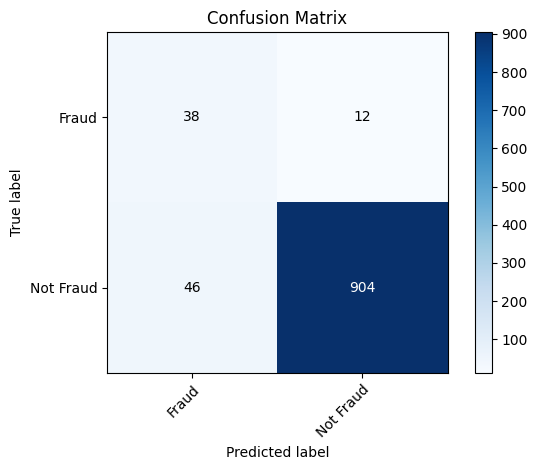 Confusion Matrix
True label
Fraud
38
12
Not Fraud
46
904
Fraud
Not Fraud
Predicted label
900
800
700
600
500
400
300
200
100